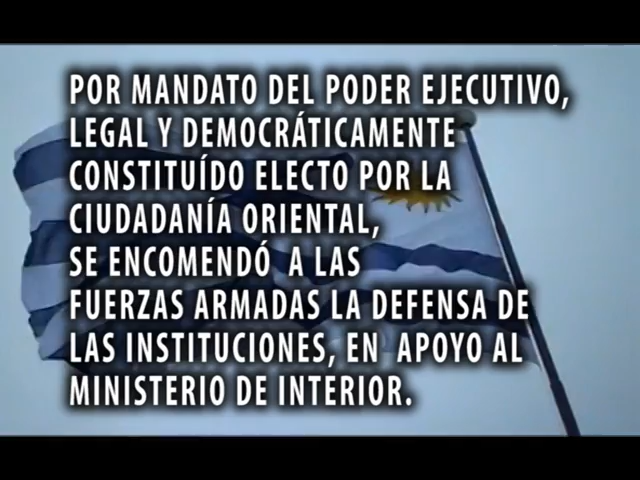 POR MANDATO DEL PODER EJECUTIVO,
LEGAL Y DEMOCRÁTICAMENTE
CONSTITUÍDO ELECTO POR LA
CIUDADANÍA ORIENTAL,
SE ENCOMENDÓ A LAS
FUERZAS ARMADAS LA DEFENSA DE
LAS INSTITUCIONES, EN APOYO AL
MINISTERIO DE INTERIOR.